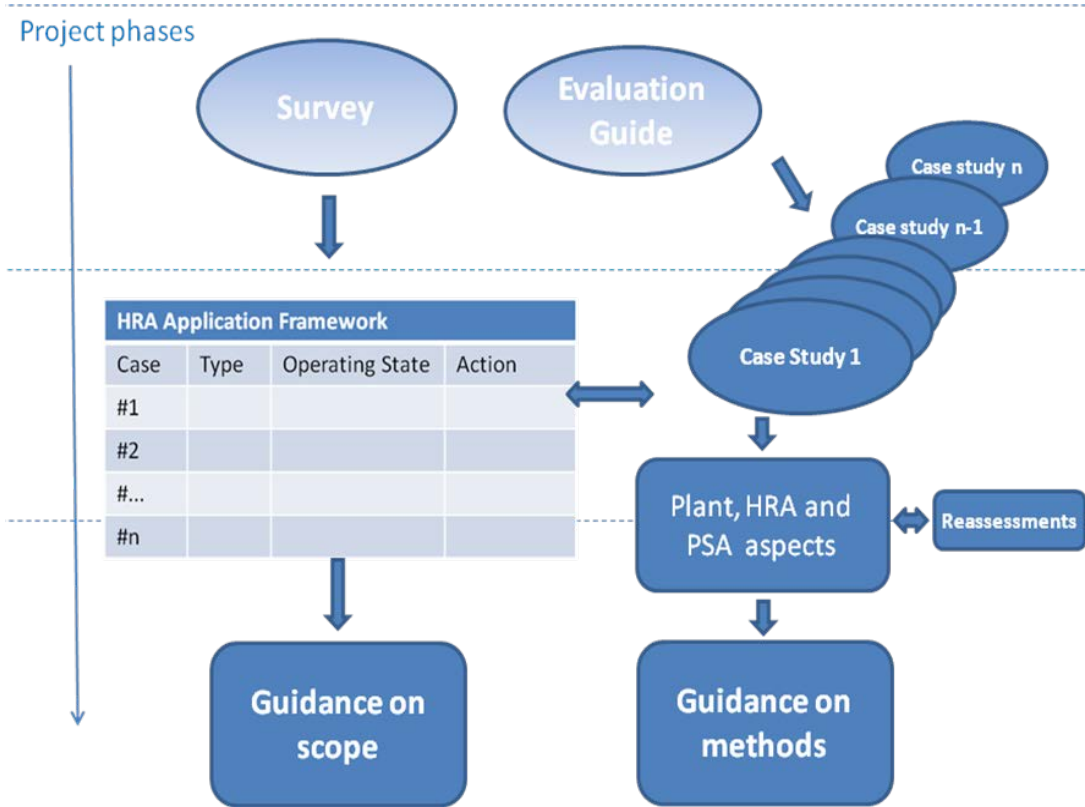 Project phases
Survey
Evaluation
Guide
Case study n
Case study n-1
Case Study 1
HRA Application Framework
Case Type Operating State Action
#1
#2
#...
#n
Plant, HRA and
PSA aspects
Reassessments
Guidance on
scope
Guidance on
methods